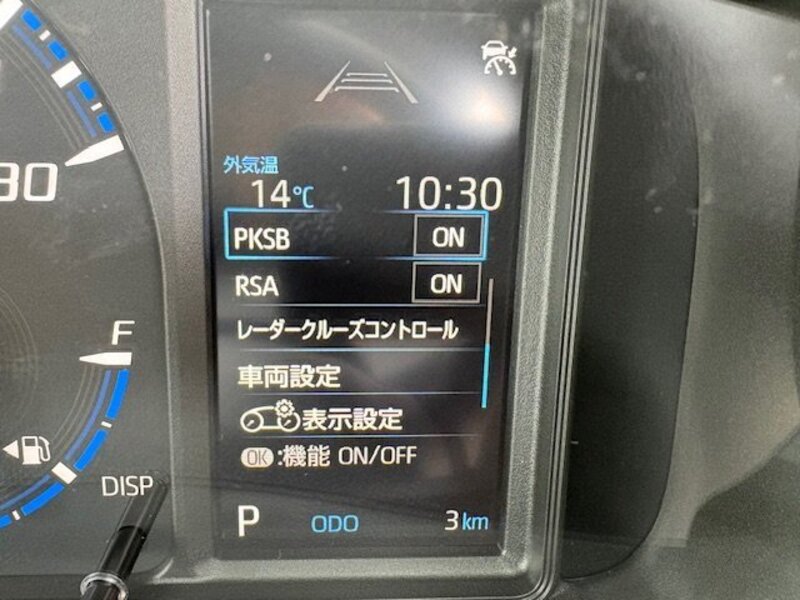 外気温
14℃ 10:30
PKSB ON
RSA ON
レーダークルーズコントロール
車両設定
表示設定
OK:機能 ON/OFF
P ODO 3km
80
F
DISP